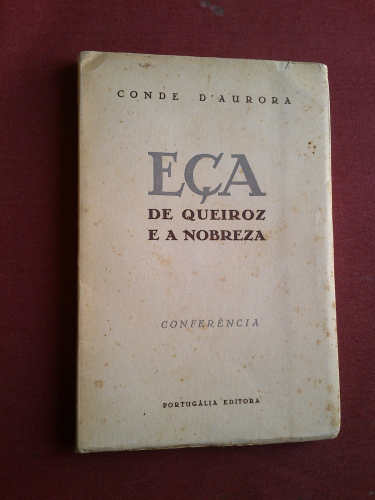 CONDE D'AURORA
EÇA
DE QUEIROZ
E A NOBREZA
CONFERÊNCIA
PORTUGÁLIA EDITORA